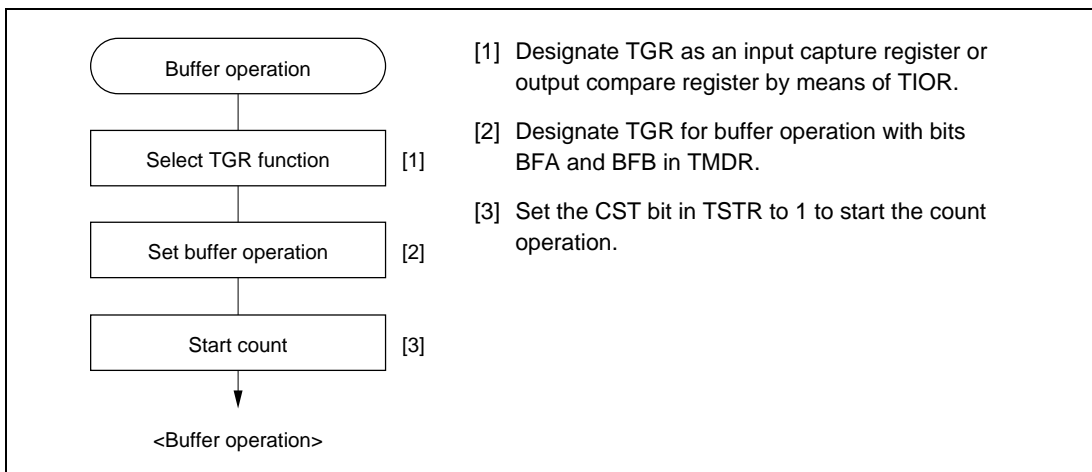 Buffer operation
Select TGR function
[1]
Set buffer operation
[2]
Start count
[3]
<Buffer operation>
[1] Designate TGR as an input capture register or
output compare register by means of TIOR.
[2] Designate TGR for buffer operation with bits
BFA and BFB in TMDR.
[3] Set the CST bit in TSTR to 1 to start the count
operation.